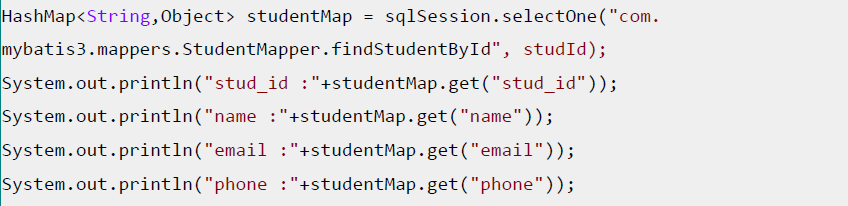 HashMap<String,Object> studentMap = sqlSession.selectOne("com.
mybatis3.mappers.StudentMapper.findStudentById", studId);
System.out.println("stud_id :"+studentMap.get("stud_id"));
System.out.println("name :"+studentMap.get("name"));
System.out.println("email :"+studentMap.get("email"));
System.out.println("phone :"+studentMap.get("phone"));